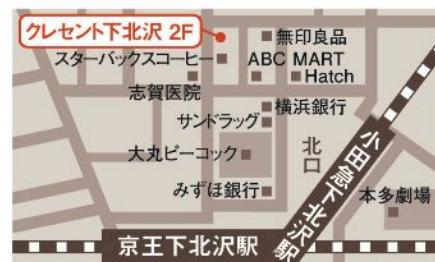 クレセント下北沢 2F
無印良品
スターバックスコーヒー
ABC MART
Hatch
志賀医院
横浜銀行
サンドラッグ
北口
大丸ピーコック
小田急下北沢駅
みずほ銀行
本多劇場
京王下北沢駅